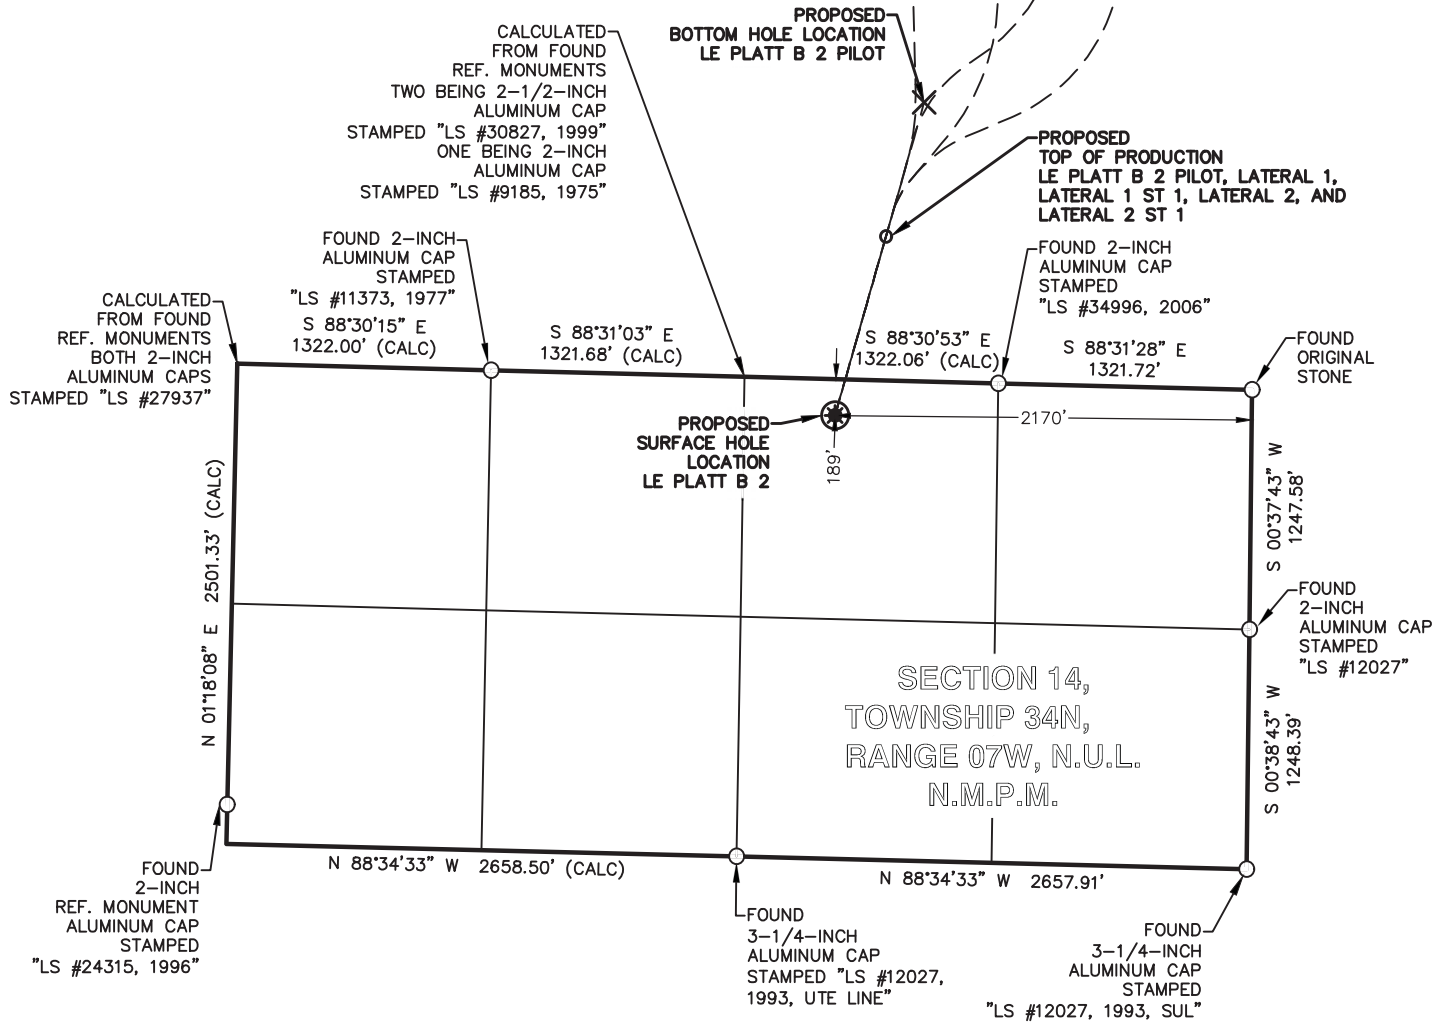 PROPOSED
BOTTOM HOLE LOCATION
LE PLATT B 2 PILOT
CALCULATED
FROM FOUND
REF. MONUMENTS
TWO BEING 2-1/2-INCH
ALUMINUM CAP
STAMPED "LS #30827, 1999"
ONE BEING 2-INCH
ALUMINUM CAP
STAMPED "LS #9185, 1975"
PROPOSED
TOP OF PRODUCTION
LE PLATT B 2 PILOT, LATERAL 1,
LATERAL 1 ST 1, LATERAL 2, AND
LATERAL 2 ST 1
FOUND 2-INCH
ALUMINUM CAP
STAMPED
"LS #11373, 1977"
FOUND 2-INCH
ALUMINUM CAP
STAMPED
"LS #34996, 2006"
CALCULATED
FROM FOUND
REF. MONUMENTS
BOTH 2-INCH
ALUMINUM CAPS
STAMPED "LS #27937"
S 88°30'15" E
1322.00' (CALC)
S 88°31'03" E
1321.68' (CALC)
S 88°30'53" E
1322.06' (CALC)
S 88°31'28" E
1321.72'
FOUND
ORIGINAL
STONE
PROPOSED
SURFACE HOLE
LOCATION
LE PLATT B 2
2170'
189'
N 01°18'08" E 2501.33' (CALC)
S 00°37'43" W
1247.58'
FOUND
2-INCH
ALUMINUM CAP
STAMPED
"LS #12027"
SECTION 14,
TOWNSHIP 34N,
RANGE 07W, N.U.L.
N.M.P.M.
S 00°38'43" W
1248.39'
N 88°34'33" W 2658.50' (CALC)
N 88°34'33" W 2657.91'
FOUND
2-INCH
REF. MONUMENT
ALUMINUM CAP
STAMPED
"LS #24315, 1996"
FOUND
3-1/4-INCH
ALUMINUM CAP
STAMPED "LS #12027,
1993, UTE LINE"
FOUND
3-1/4-INCH
ALUMINUM CAP
STAMPED
"LS #12027, 1993, SUL"